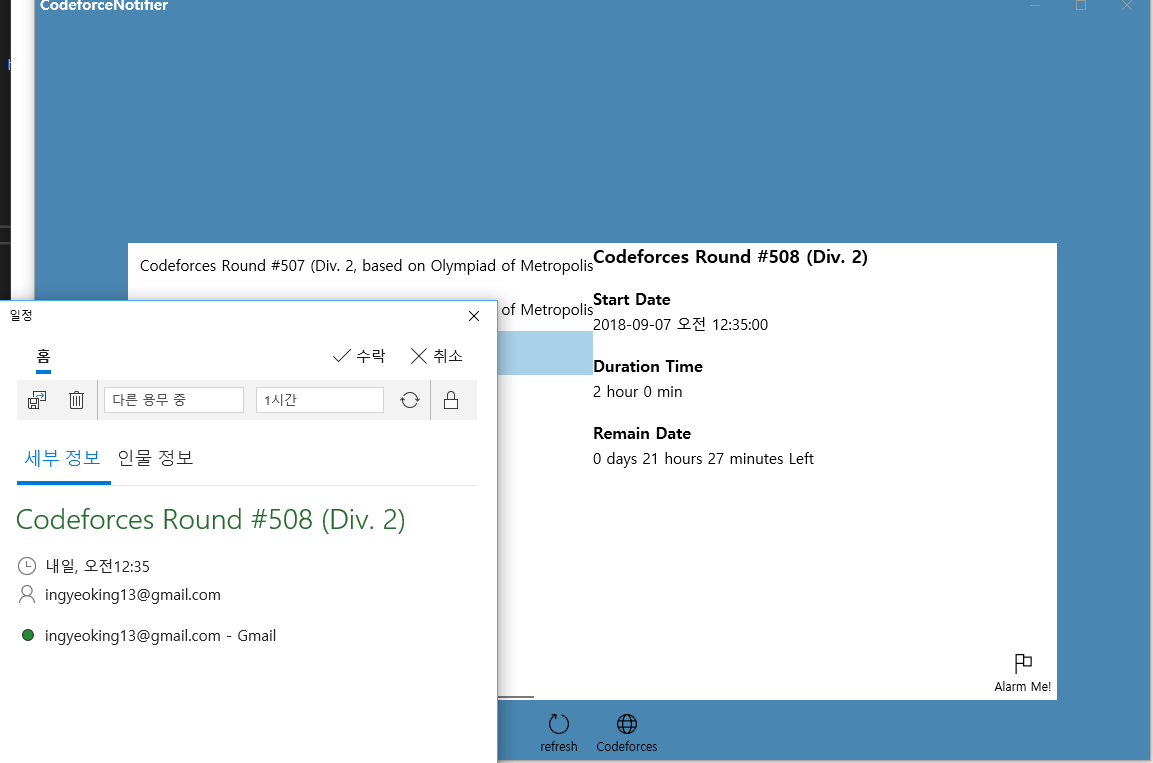 CodeforceNotifier
Codeforces Round #507 (Div. 2, based on Olympiad of Metropolis
of Metropolis
Codeforces Round #508 (Div. 2)
Start Date
2018-09-07 오전 12:35:00
Duration Time
2 hour 0 min
Remain Date
0 days 21 hours 27 minutes Left
Alarm Me!
refresh
Codeforces
일정
홈
수락
취소
다른 용무 중
1시간
세부 정보
인물 정보
Codeforces Round #508 (Div. 2)
내일, 오전12:35
ingyeoking13@gmail.com
ingyeoking13@gmail.com - Gmail